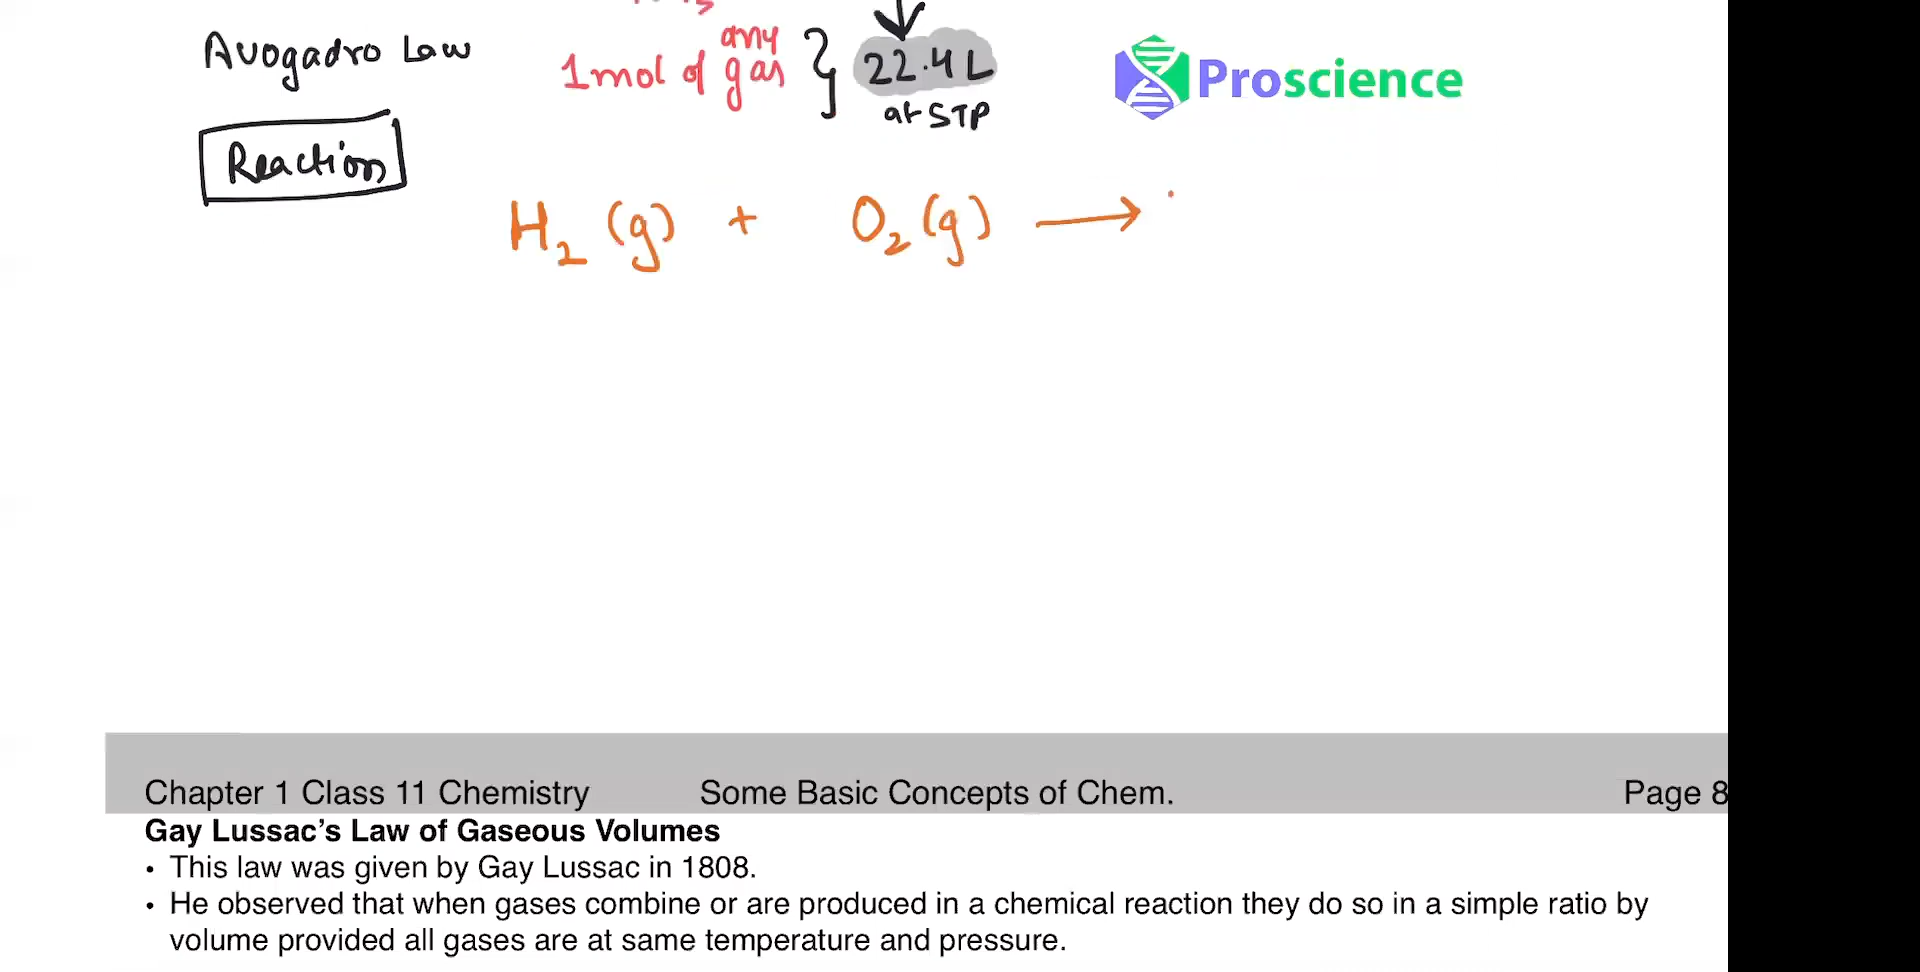 any
Avogadro Law 1mol of gas } 22.4L
at STP
Proscience
Reaction
H₂ (g) + O₂ (g) ⟶
Chapter 1 Class 11 Chemistry Some Basic Concepts of Chem. Page 8
Gay Lussac’s Law of Gaseous Volumes
• This law was given by Gay Lussac in 1808.
• He observed that when gases combine or are produced in a chemical reaction they do so in a simple ratio by
volume provided all gases are at same temperature and pressure.